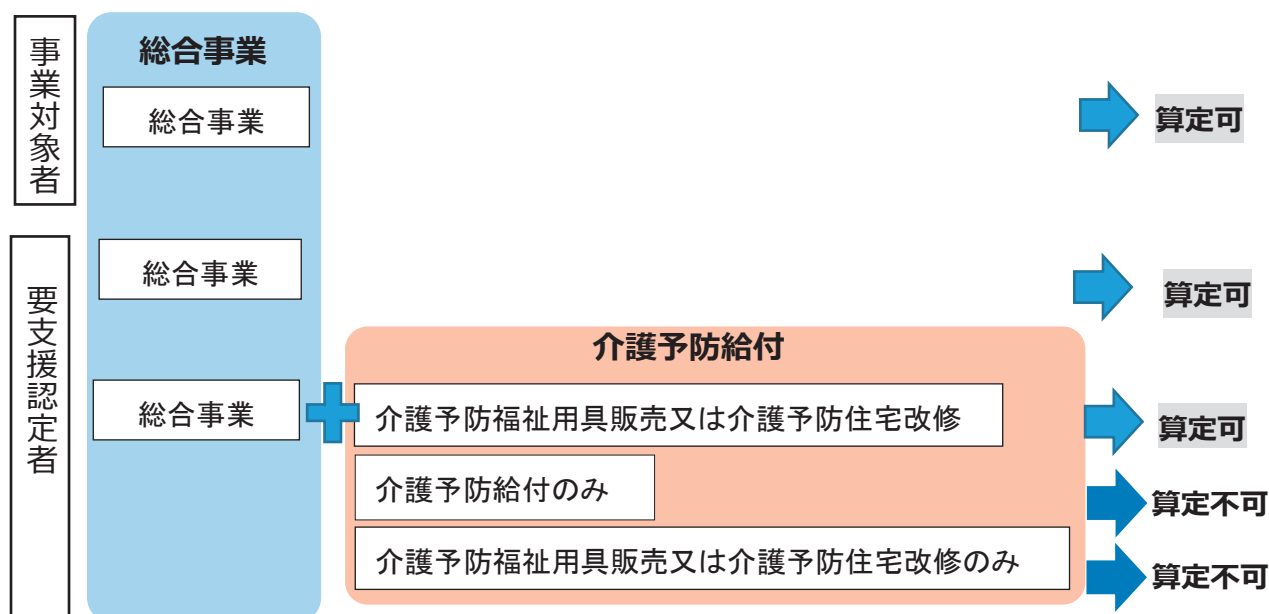 事業対象者
総合事業
総合事業
算定可
要支援認定者
総合事業
算定可
介護予防給付
総合事業
介護予防福祉用具販売又は介護予防住宅改修
算定可
介護予防給付のみ
算定不可
介護予防福祉用具販売又は介護予防住宅改修のみ
算定不可